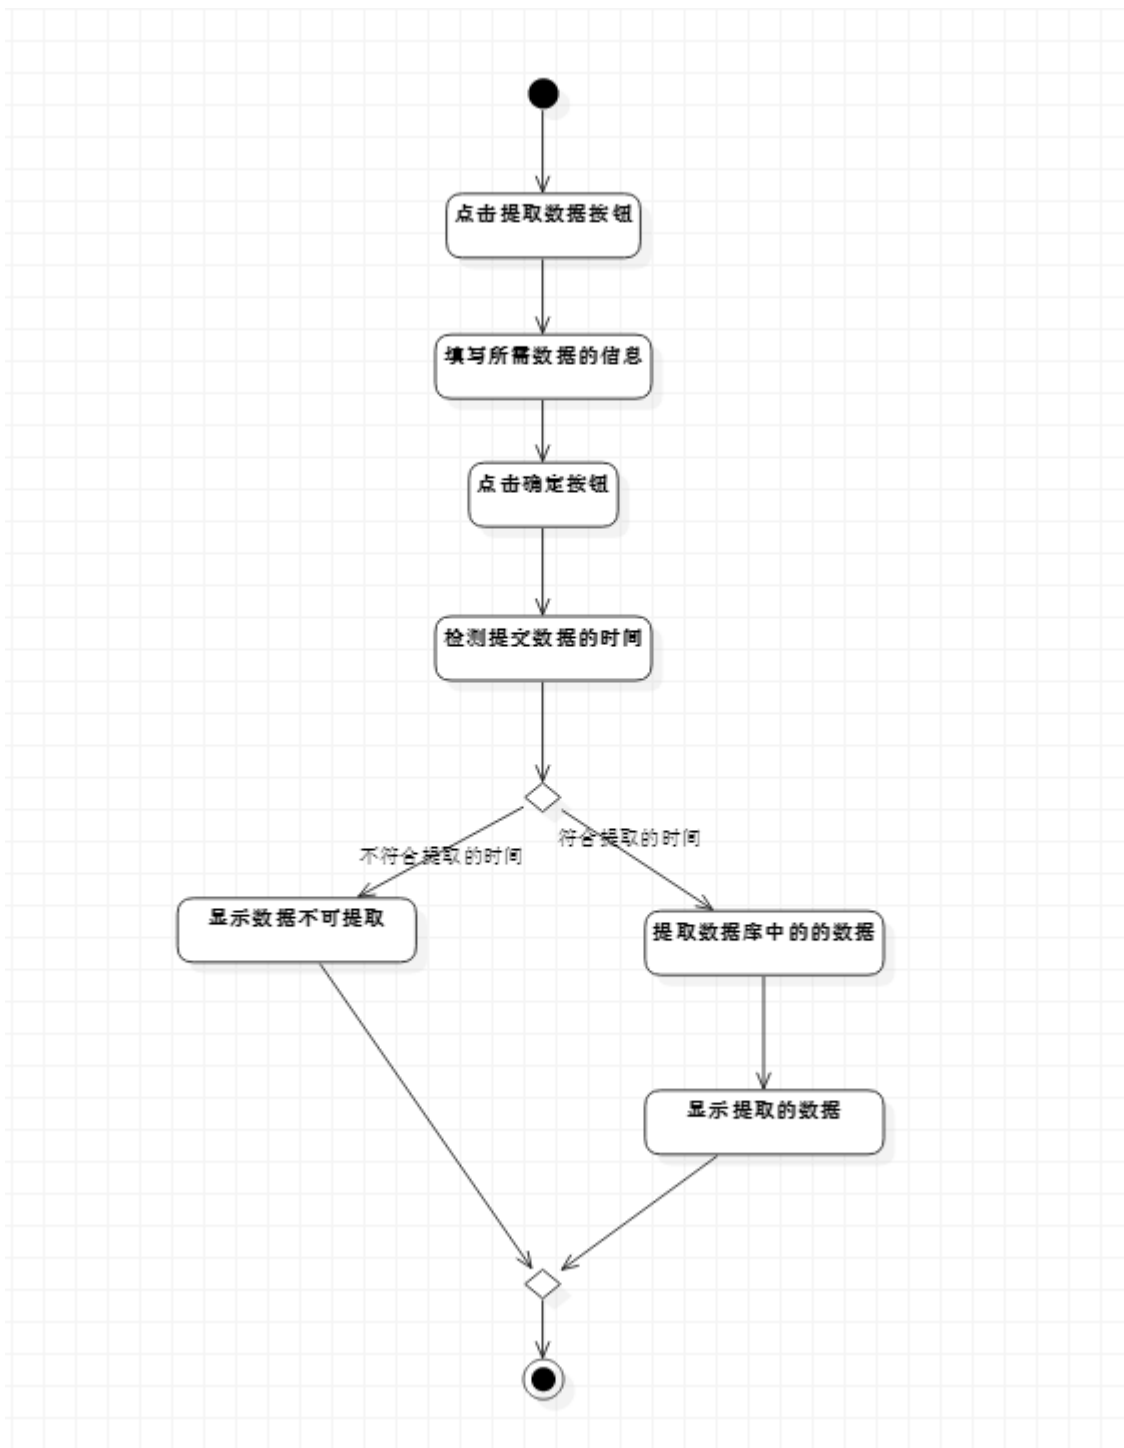 点击提取数据按钮
填写所需数据的信息
点击确定按钮
检测提交数据的时间
不符合提取的时间
符合提取的时间
显示数据不可提取
提取数据库中的的数据
显示提取的数据